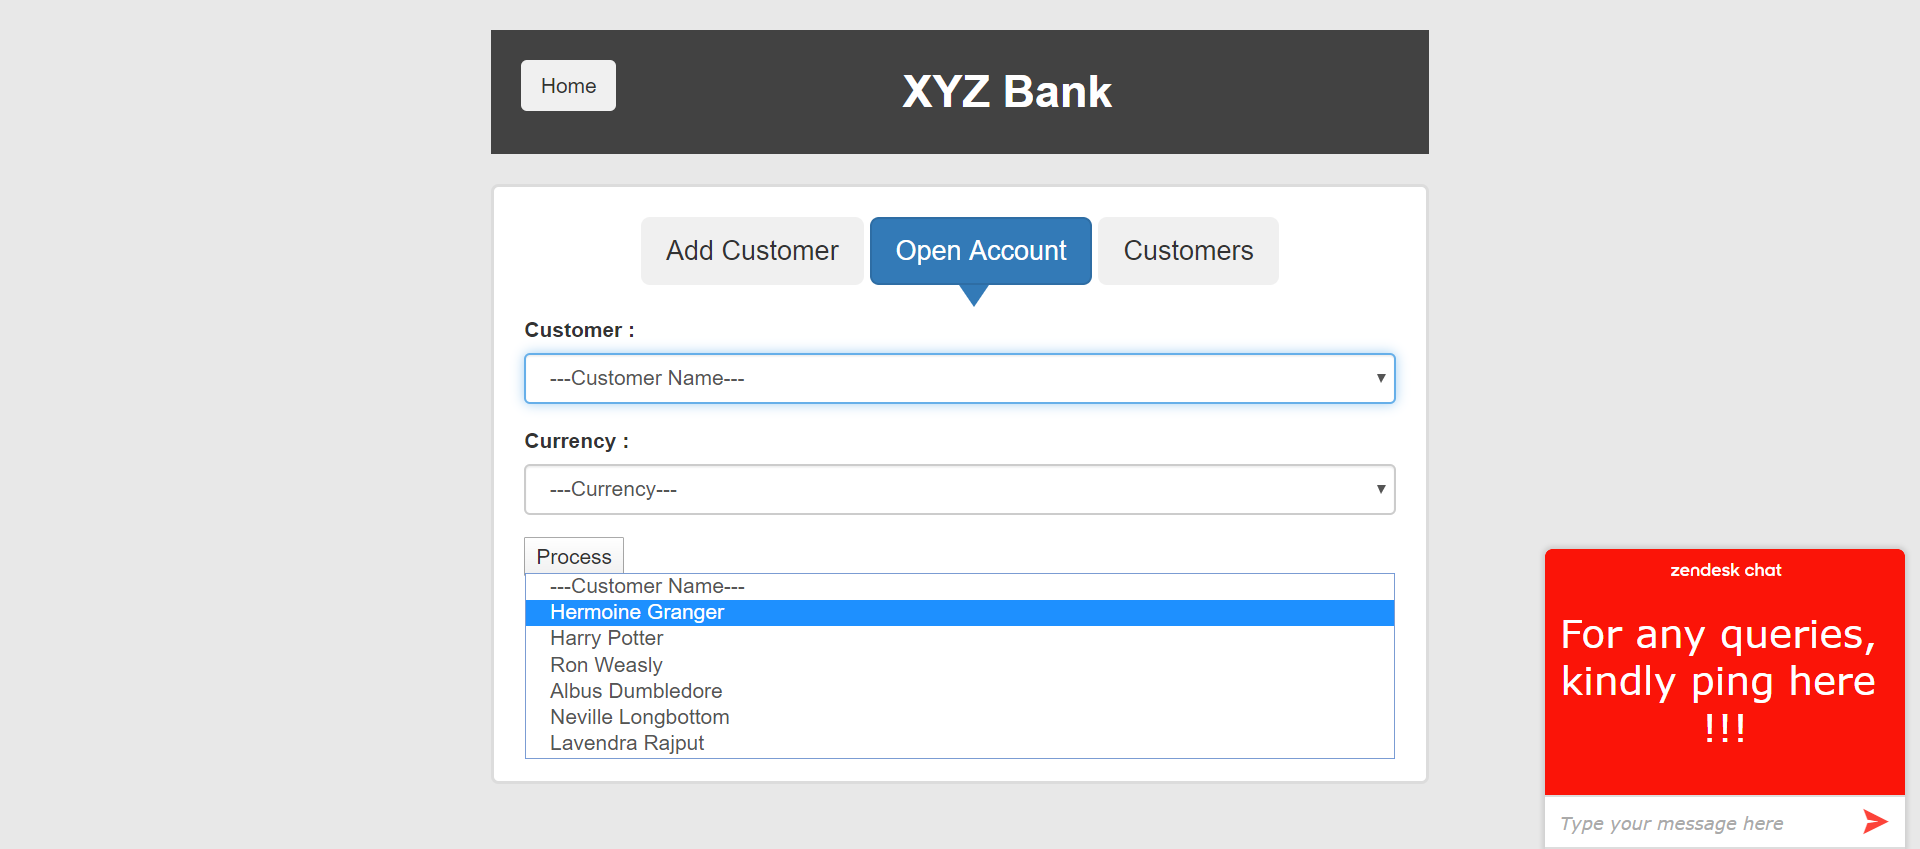 Home
XYZ Bank
Add Customer
Open Account
Customers
Customer :
---Customer Name---
Currency :
---Currency---
Process
---Customer Name---
Hermoine Granger
Harry Potter
Ron Weasly
Albus Dumbledore
Neville Longbottom
Lavendra Rajput
zendesk chat
For any queries,
kindly ping here
!!!
Type your message here